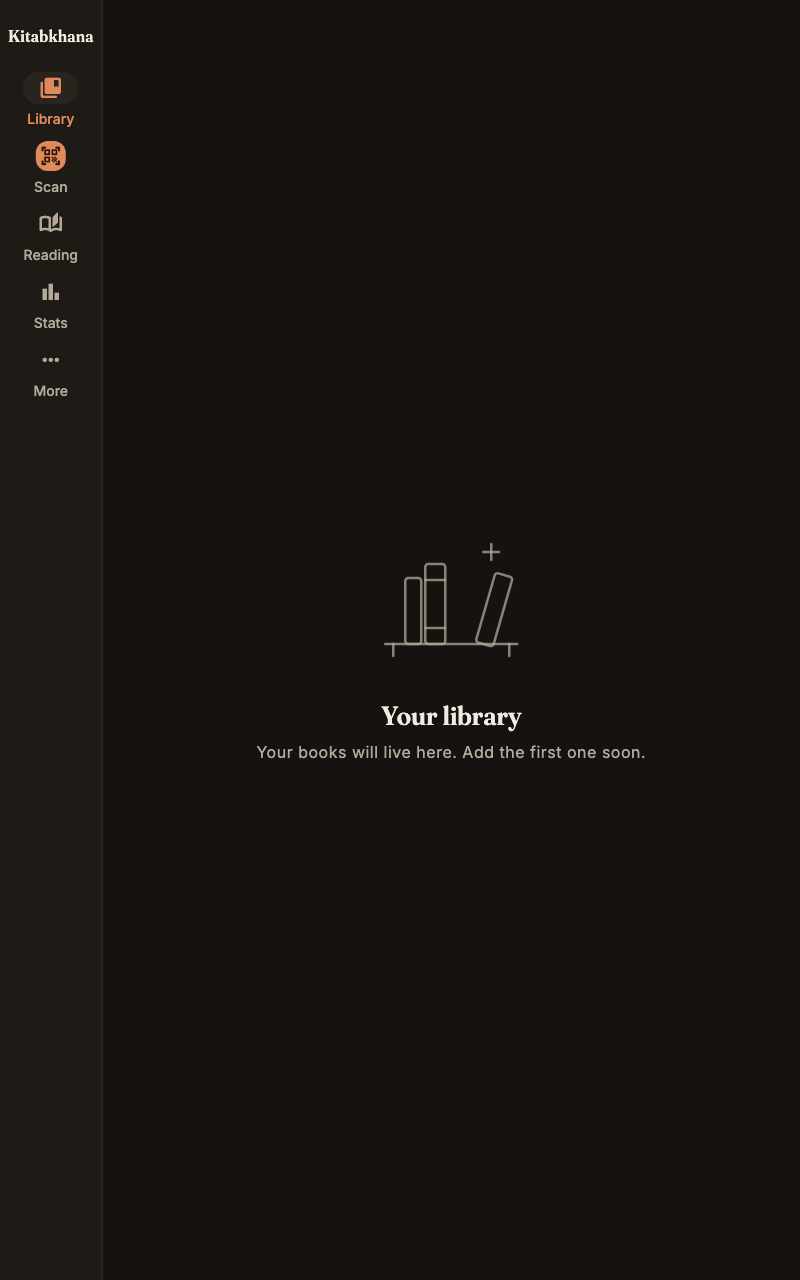 Kitabkhana
Library
Scan
Reading
Stats
More
Your library
Your books will live here. Add the first one soon.